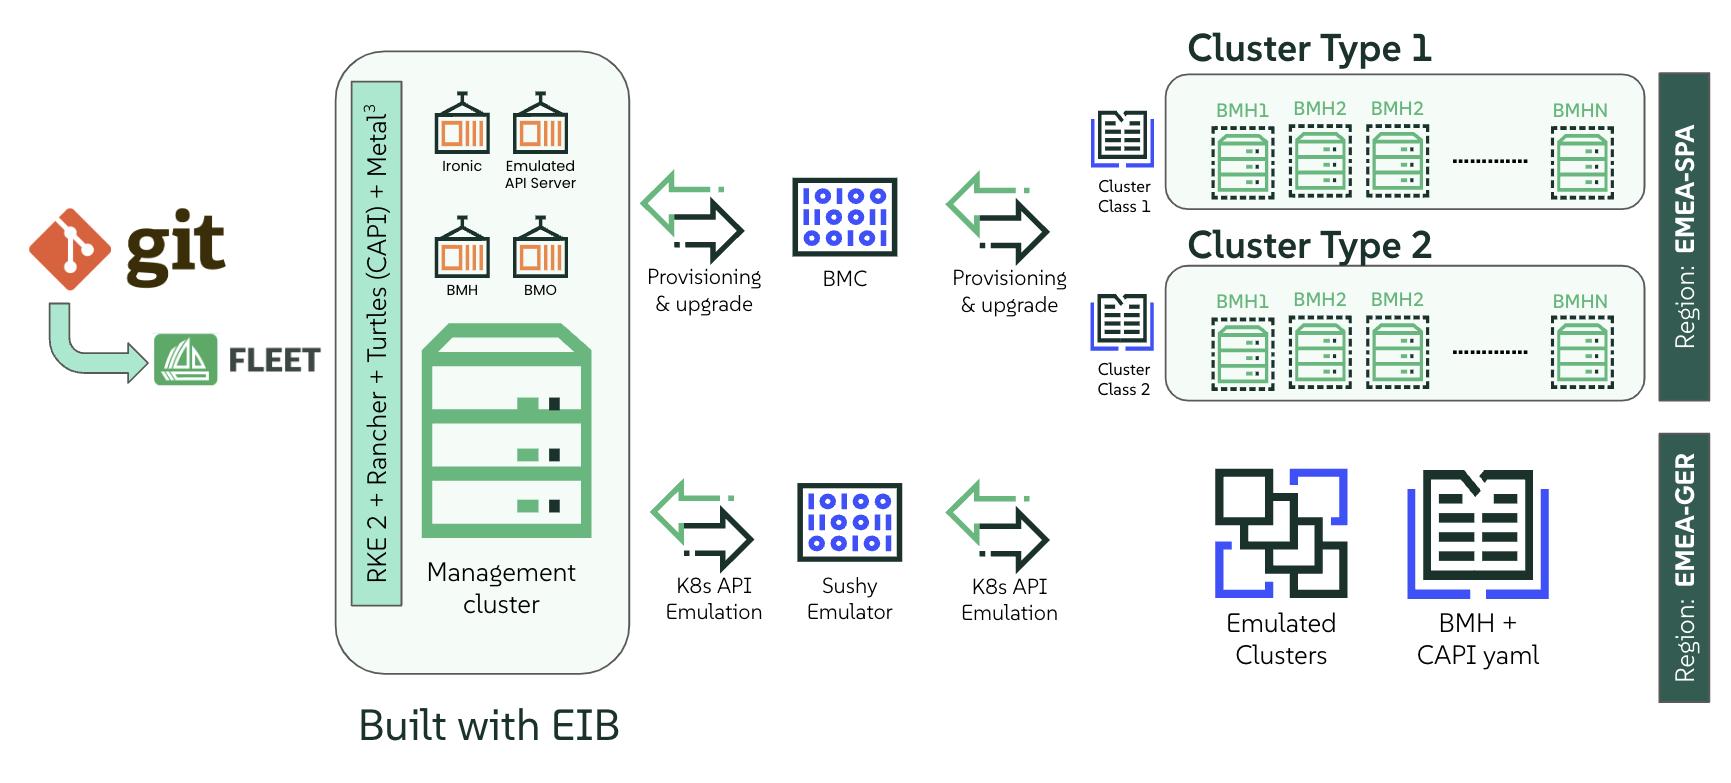 git
FLEET
RKE 2 + Rancher + Turtles (CAPI) + Metal³
Ironic
Emulated
API Server
BMH
BMO
Management
cluster
Built with EIB
Provisioning
& upgrade
BMC
Provisioning
& upgrade
K8s API
Emulation
Sushy
Emulator
K8s API
Emulation
Cluster Type 1
Cluster
Class 1
BMH1
BMH2
BMH2
BMHN
Cluster Type 2
Cluster
Class 2
BMH1
BMH2
BMH2
BMHN
Region: EMEA-SPA
Emulated
Clusters
BMH +
CAPI yaml
Region: EMEA-GER